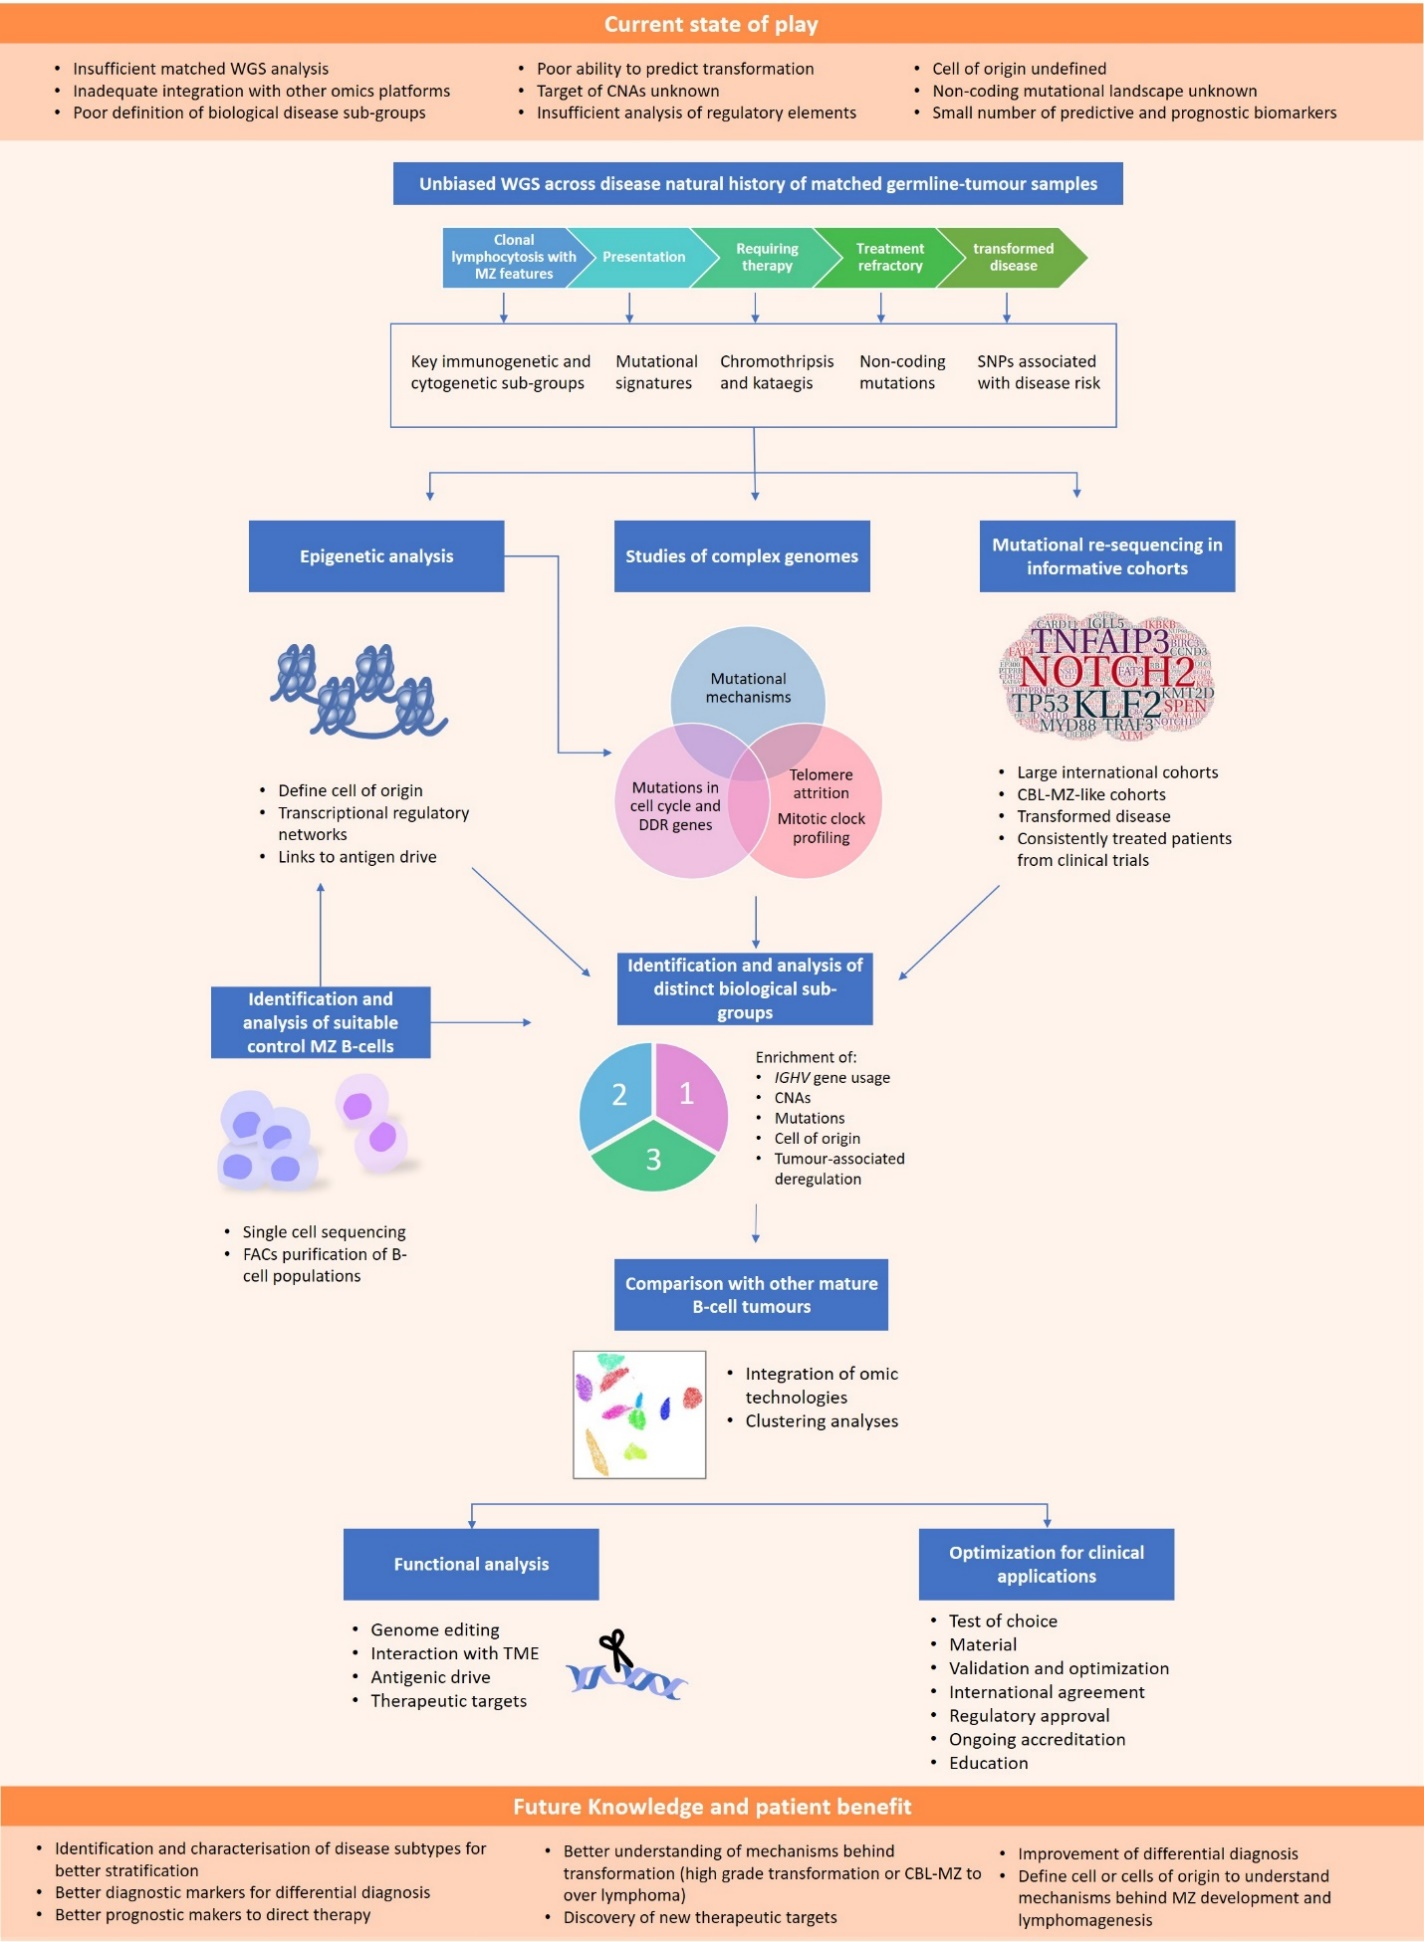 Current state of play
• Insufficient matched WGS analysis
• Inadequate integration with other omics platforms
• Poor definition of biological disease sub-groups
• Poor ability to predict transformation
• Target of CNAs unknown
• Insufficient analysis of regulatory elements
• Cell of origin undefined
• Non-coding mutational landscape unknown
• Small number of predictive and prognostic biomarkers
Unbiased WGS across disease natural history of matched germline-tumour samples
Clonal
lymphocytosis with
MZ features
Presentation
Requiring
therapy
Treatment
refractory
transformed
disease
Key immunogenetic and
cytogenetic sub-groups
Mutational
signatures
Chromothripsis
and kataegis
Non-coding
mutations
SNPs associated
with disease risk
Epigenetic analysis
Studies of complex genomes
Mutational re-sequencing in
informative cohorts
Mutational
mechanisms
Mutations in
cell cycle and
DDR genes
Telomere
attrition
Mitotic clock
profiling
CARD11 IGLL5 IKBKB
TNFAIP3 BIRC3
FAT4 CCND3
NOTCH2 FAT3
TP53 KLF2 KMT2D
SPEN
MYD88 TRAF3 NOTCH1
ATM
• Define cell of origin
• Transcriptional regulatory
networks
• Links to antigen drive
• Large international cohorts
• CBL-MZ-like cohorts
• Transformed disease
• Consistently treated patients
from clinical trials
Identification and
analysis of suitable
control MZ B-cells
• Single cell sequencing
• FACs purification of B-
cell populations
Identification and analysis of
distinct biological sub-
groups
1
2
3
Enrichment of:
• IGHV gene usage
• CNAs
• Mutations
• Cell of origin
• Tumour-associated
deregulation
Comparison with other mature
B-cell tumours
• Integration of omic
technologies
• Clustering analyses
Functional analysis
• Genome editing
• Interaction with TME
• Antigenic drive
• Therapeutic targets
Optimization for clinical
applications
• Test of choice
• Material
• Validation and optimization
• International agreement
• Regulatory approval
• Ongoing accreditation
• Education
Future Knowledge and patient benefit
• Identification and characterisation of disease subtypes for
better stratification
• Better diagnostic markers for differential diagnosis
• Better prognostic makers to direct therapy
• Better understanding of mechanisms behind
transformation (high grade transformation or CBL-MZ to
over lymphoma)
• Discovery of new therapeutic targets
• Improvement of differential diagnosis
• Define cell or cells of origin to understand
mechanisms behind MZ development and
lymphomagenesis